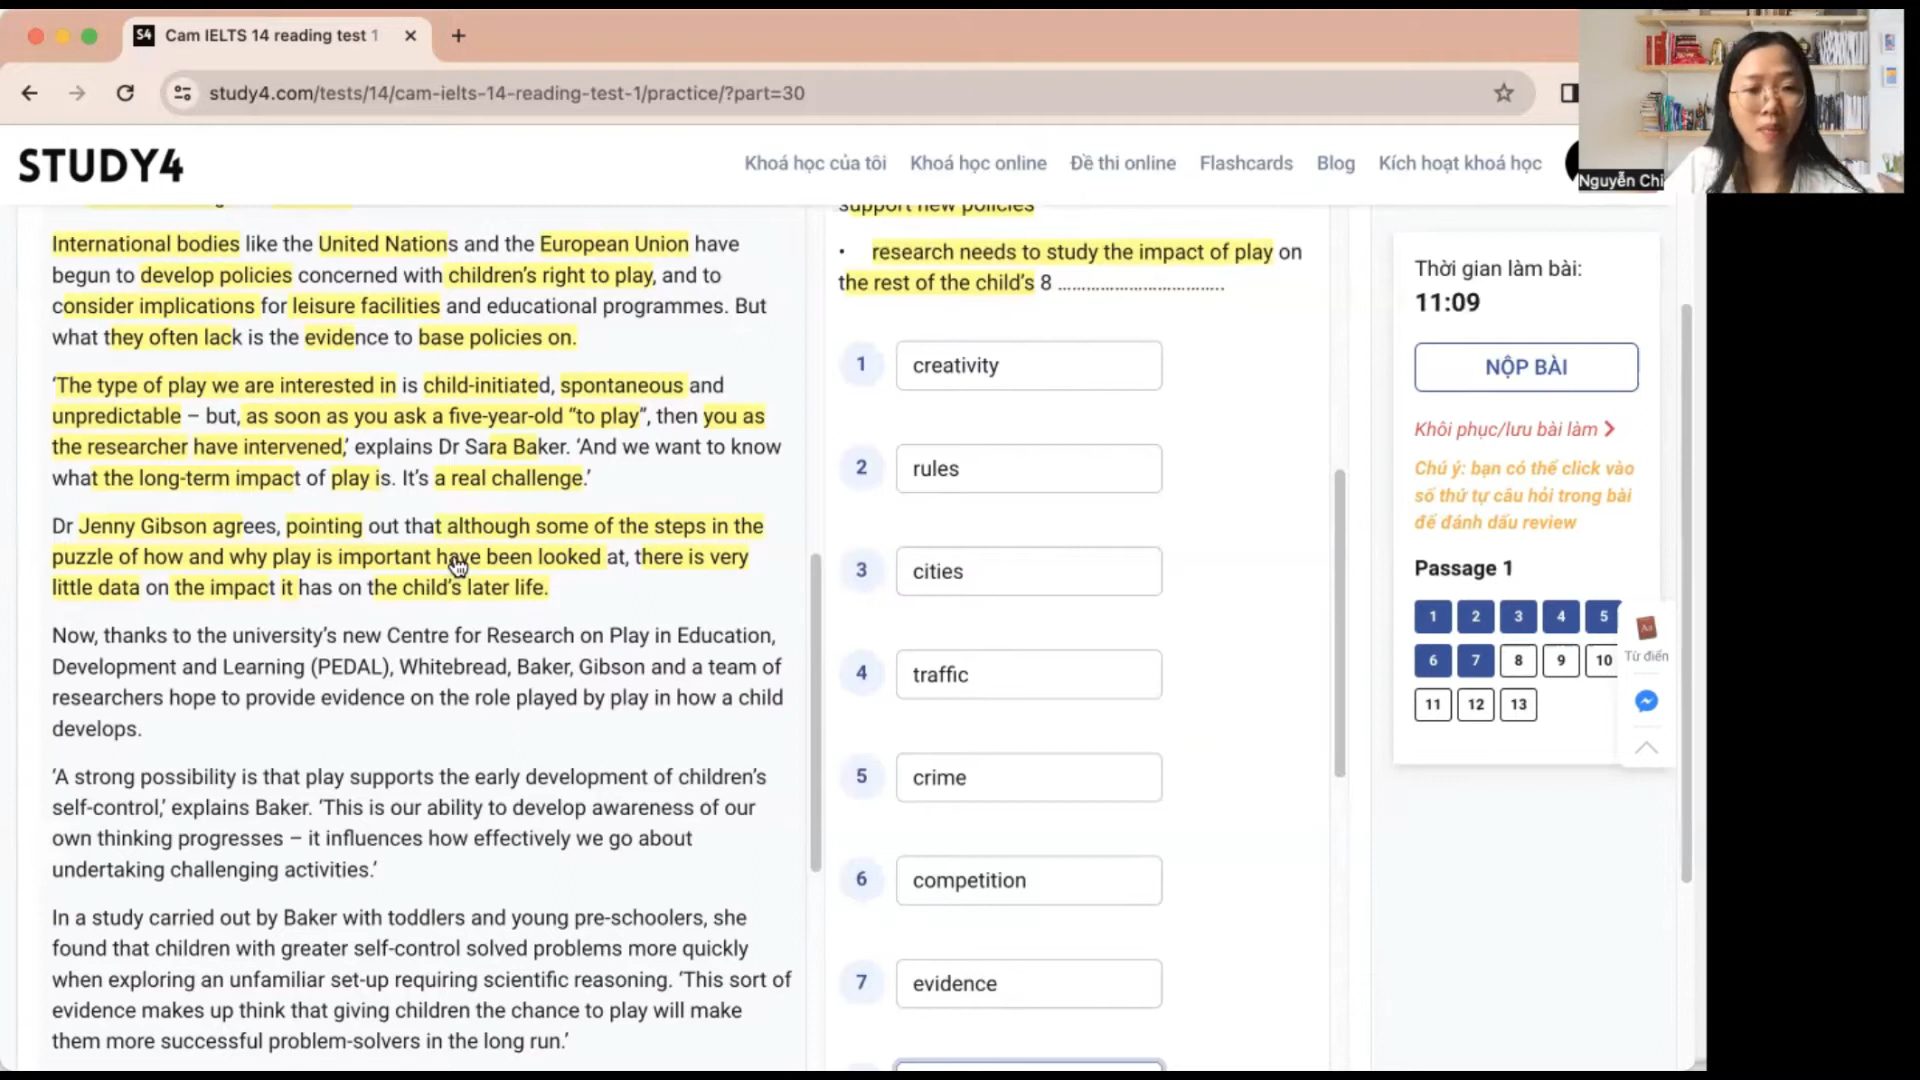 S4 Cam IELTS 14 reading test 1
study4.com/tests/14/cam-ielts-14-reading-test-1/practice/?part=30
STUDY4
Khoá học của tôi
Khoá học online
Đề thi online
Flashcards
Blog
Kích hoạt khoá học
Nguyễn Chi
International bodies like the United Nations and the European Union have
begun to develop policies concerned with children's right to play, and to
consider implications for leisure facilities and educational programmes. But
what they often lack is the evidence to base policies on.
‘The type of play we are interested in is child-initiated, spontaneous and
unpredictable – but, as soon as you ask a five-year-old “to play”, then you as
the researcher have intervened,’ explains Dr Sara Baker. ‘And we want to know
what the long-term impact of play is. It’s a real challenge.’
Dr Jenny Gibson agrees, pointing out that although some of the steps in the
puzzle of how and why play is important have been looked at, there is very
little data on the impact it has on the child’s later life.
Now, thanks to the university’s new Centre for Research on Play in Education,
Development and Learning (PEDAL), Whitebread, Baker, Gibson and a team of
researchers hope to provide evidence on the role played by play in how a child
develops.
‘A strong possibility is that play supports the early development of children’s
self-control,’ explains Baker. ‘This is our ability to develop awareness of our
own thinking progresses – it influences how effectively we go about
undertaking challenging activities.’
In a study carried out by Baker with toddlers and young pre-schoolers, she
found that children with greater self-control solved problems more quickly
when exploring an unfamiliar set-up requiring scientific reasoning. ‘This sort of
evidence makes up think that giving children the chance to play will make
them more successful problem-solvers in the long run.’
support new policies
• research needs to study the impact of play on
the rest of the child’s 8 ………………………….
1 creativity
2 rules
3 cities
4 traffic
5 crime
6 competition
7 evidence
Thời gian làm bài:
11:09
NỘP BÀI
Khôi phục/lưu bài làm
Chú ý: bạn có thể click vào
số thứ tự câu hỏi trong bài
để đánh dấu review
Passage 1
1 2 3 4 5
6 7 8 9 10
11 12 13
Từ điển